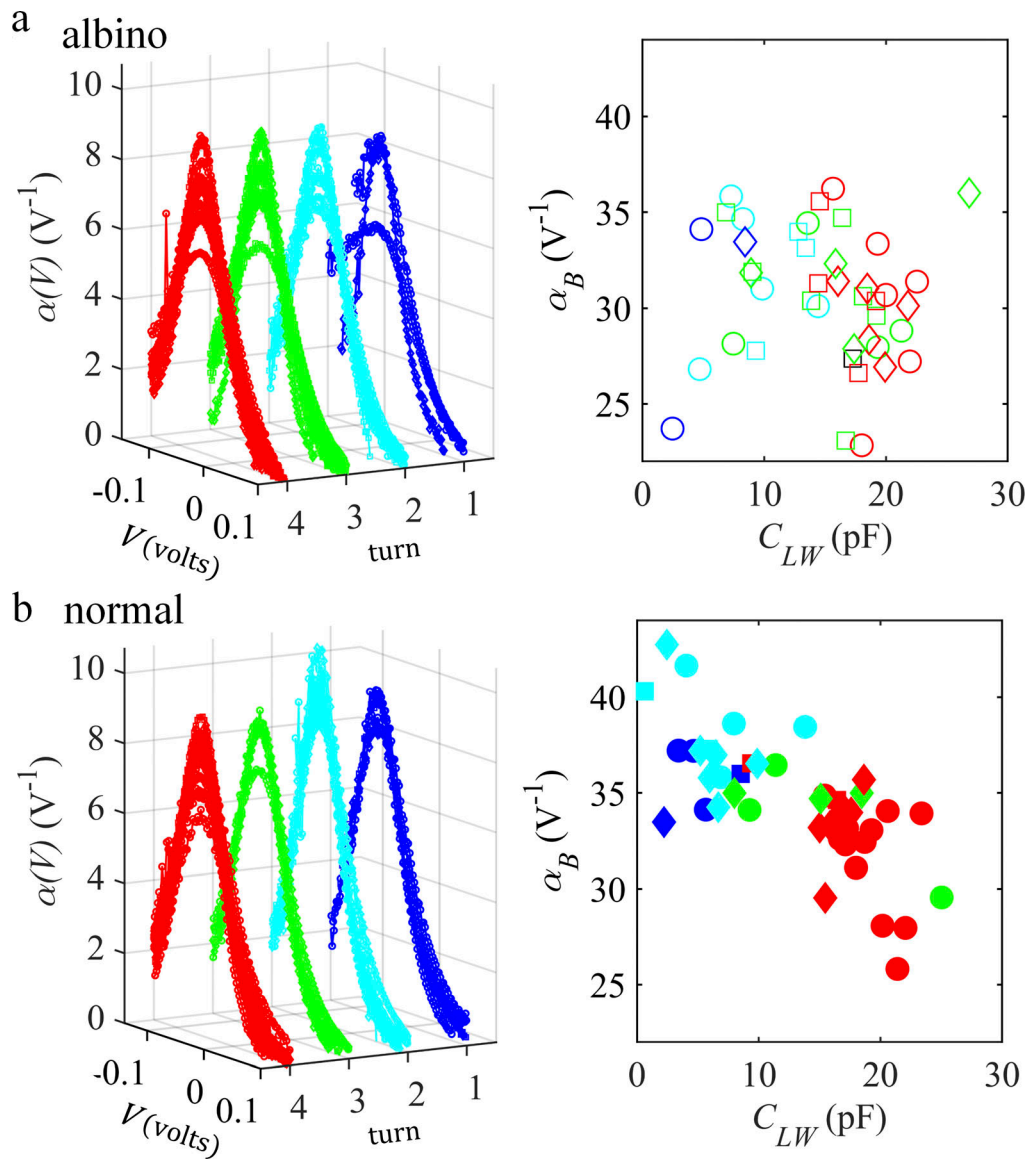 a albino
10
8
6
4
2
0
α(V) (V⁻¹)
-0.1
0
0.1
V (volts)
4
3
2
1
turn
40
35
30
25
α_B (V⁻¹)
0 10 20 30
C_LW (pF)
b normal
10
8
6
4
2
0
α(V) (V⁻¹)
-0.1
0
0.1
V (volts)
4
3
2
1
turn
40
35
30
25
α_B (V⁻¹)
0 10 20 30
C_LW (pF)